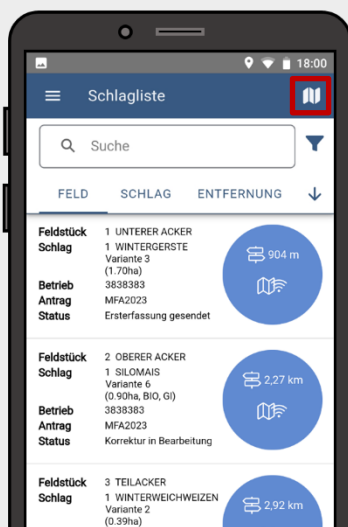 18:00
Schlagliste
Suche
FELD SCHLAG ENTFERNUNG
Feldstück 1 UNTERER ACKER
Schlag 1 WINTERGERSTE
Variante 3
(1.70ha)
Betrieb 3838383
Antrag MFA2023
Status Ersterfassung gesendet
904 m
Feldstück 2 OBERER ACKER
Schlag 1 SILOMAIS
Variante 6
(0.90ha, BIO, GI)
Betrieb 3838383
Antrag MFA2023
Status Korrektur in Bearbeitung
2,27 km
Feldstück 3 TEILACKER
Schlag 1 WINTERWEICHWEIZEN
Variante 2
(0.39ha)
2,92 km